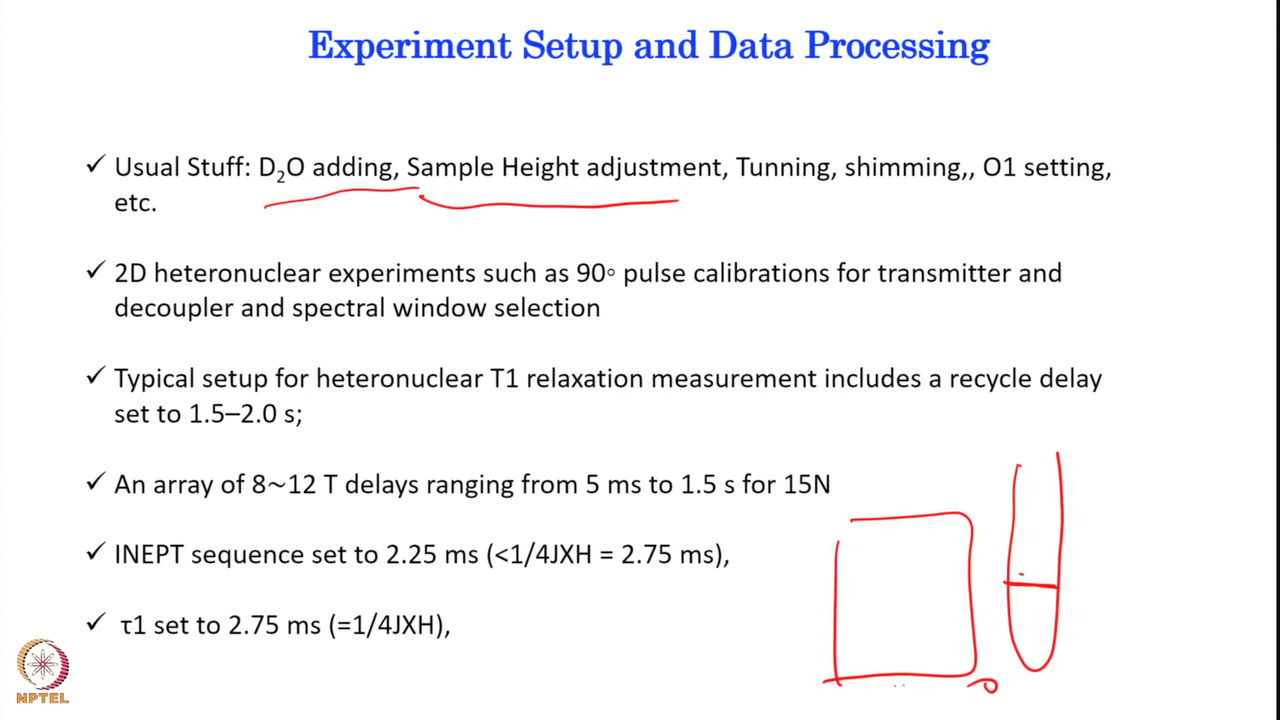 Experiment Setup and Data Processing
✓ Usual Stuff: D₂O adding, Sample Height adjustment, Tunning, shimming,, O1 setting,
etc.
✓ 2D heteronuclear experiments such as 90° pulse calibrations for transmitter and
decoupler and spectral window selection
✓ Typical setup for heteronuclear T1 relaxation measurement includes a recycle delay
set to 1.5–2.0 s;
✓ An array of 8~12 T delays ranging from 5 ms to 1.5 s for 15N
✓ INEPT sequence set to 2.25 ms (<1/4JXH = 2.75 ms),
✓ τ1 set to 2.75 ms (=1/4JXH),
NPTEL